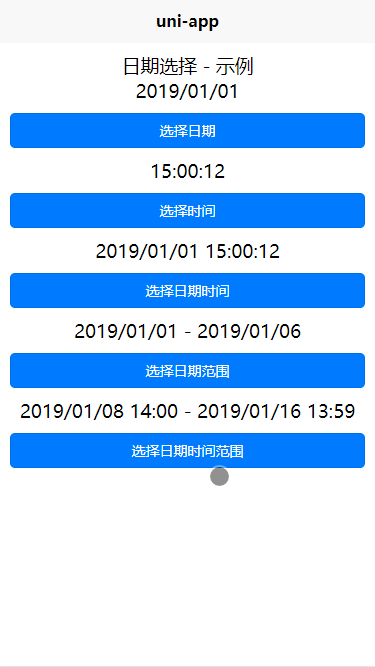 uni-app
日期选择 - 示例
2019/01/01
选择日期
15:00:12
选择时间
2019/01/01 15:00:12
选择日期时间
2019/01/01 - 2019/01/06
选择日期范围
2019/01/08 14:00 - 2019/01/16 13:59
选择日期时间范围